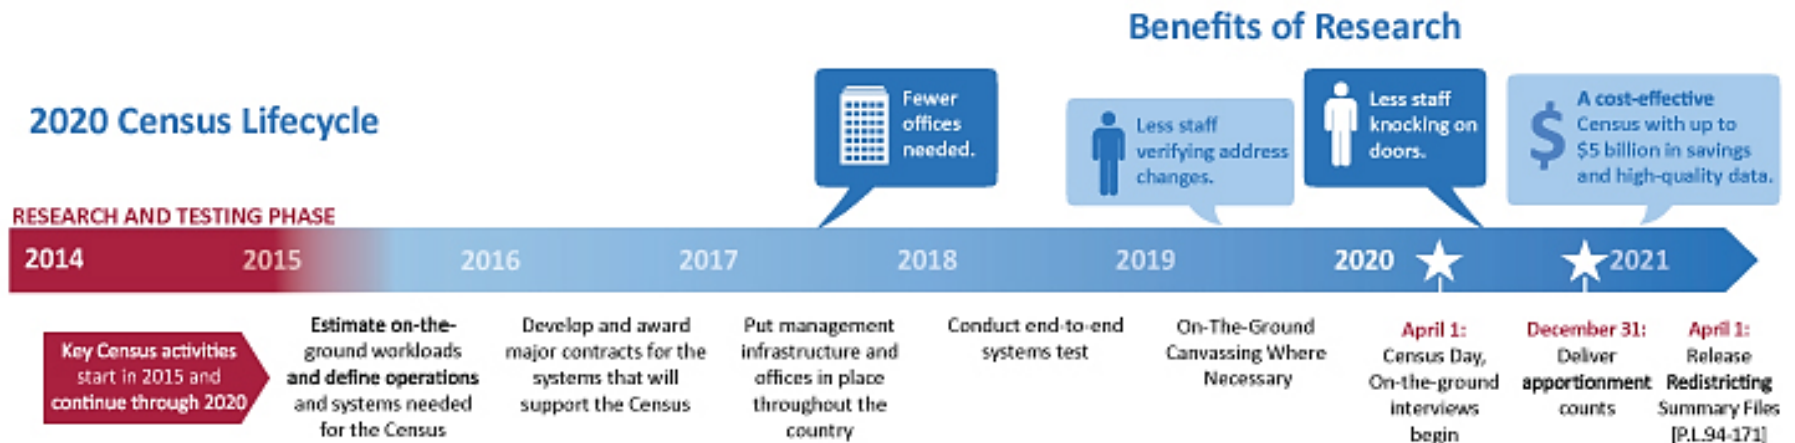 Benefits of Research
2020 Census Lifecycle
Fewer
offices
needed.
Less staff
verifying address
changes.
Less staff
knocking on
doors.
$
A cost-effective
Census with up to
$5 billion in savings
and high-quality data.
RESEARCH AND TESTING PHASE
2014 2015 2016 2017 2018 2019 2020 2021
Key Census activities
start in 2015 and
continue through 2020
Estimate on-the-
ground workloads
and define operations
and systems needed
for the Census
Develop and award
major contracts for the
systems that will
support the Census
Put management
infrastructure and
offices in place
throughout the
country
Conduct end-to-end
systems test
On-The-Ground
Canvassing Where
Necessary
April 1:
Census Day,
On-the-ground
interviews
begin
December 31:
Deliver
apportionment
counts
April 1:
Release
Redistricting
Summary Files
[P.L.94-171]